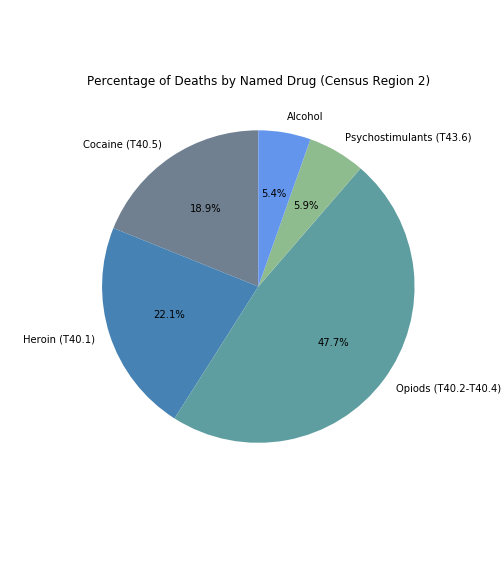 Percentage of Deaths by Named Drug (Census Region 2)
Alcohol
Psychostimulants (T43.6)
Cocaine (T40.5)
5.4%
5.9%
18.9%
22.1%
Heroin (T40.1)
47.7%
Opiods (T40.2-T40.4)